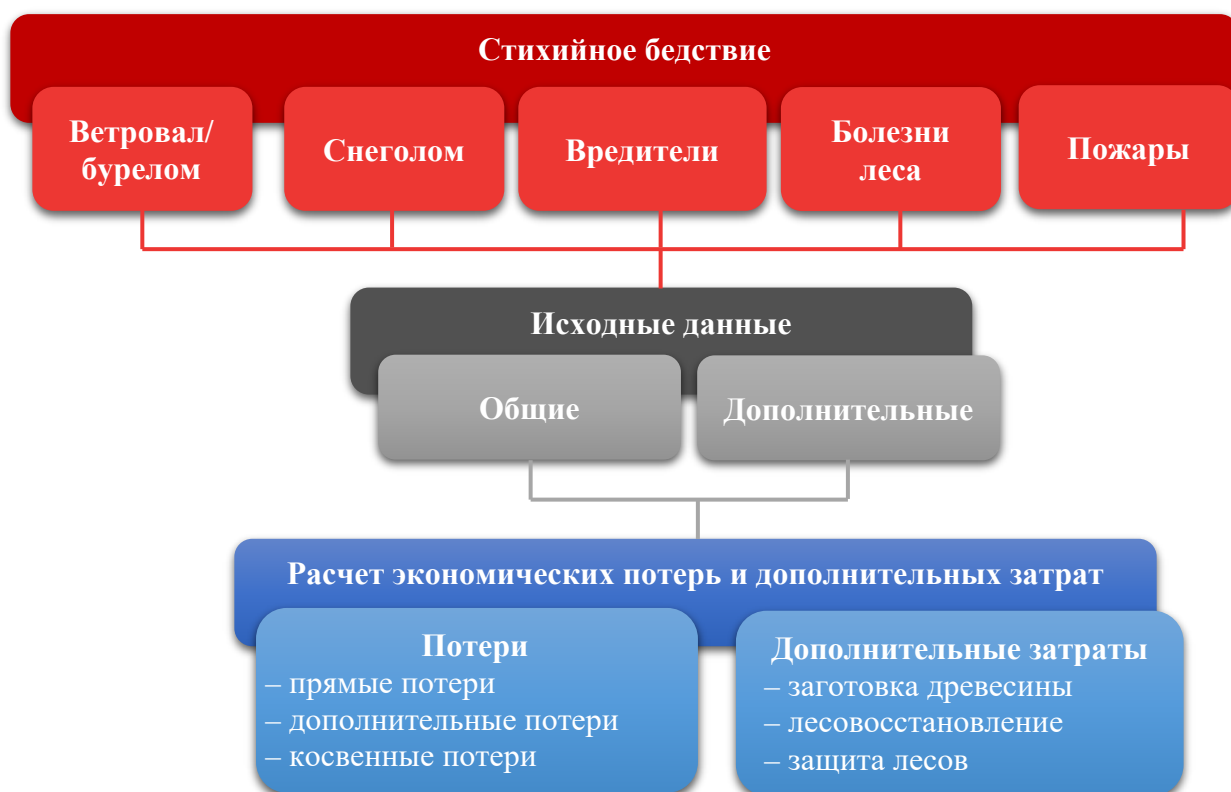 Стихийное бедствие
Ветровал/
бурелом
Снеголом
Вредители
Болезни
леса
Пожары
Исходные данные
Общие
Дополнительные
Расчет экономических потерь и дополнительных затрат
Потери
– прямые потери
– дополнительные потери
– косвенные потери
Дополнительные затраты
– заготовка древесины
– лесовосстановление
– защита лесов